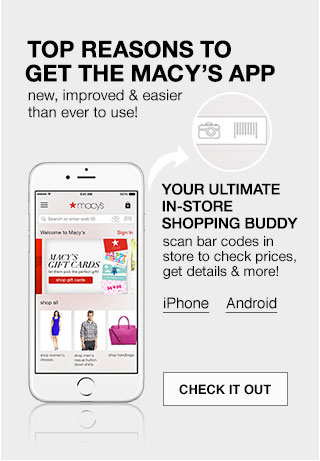 TOP REASONS TO
GET THE MACY'S APP
new, improved & easier
than ever to use!
macy's
Search or enter web ID
Welcome to Macy's
Sign In
MACY'S
GIFT CARDS
let them pick the perfect gift!
shop gift cards
shop all
shop women's
dresses
shop men's
casual button
down shirts
shop handbags
YOUR ULTIMATE
IN-STORE
SHOPPING BUDDY
scan bar codes in
store to check prices,
get details & more!
iPhone Android
CHECK IT OUT